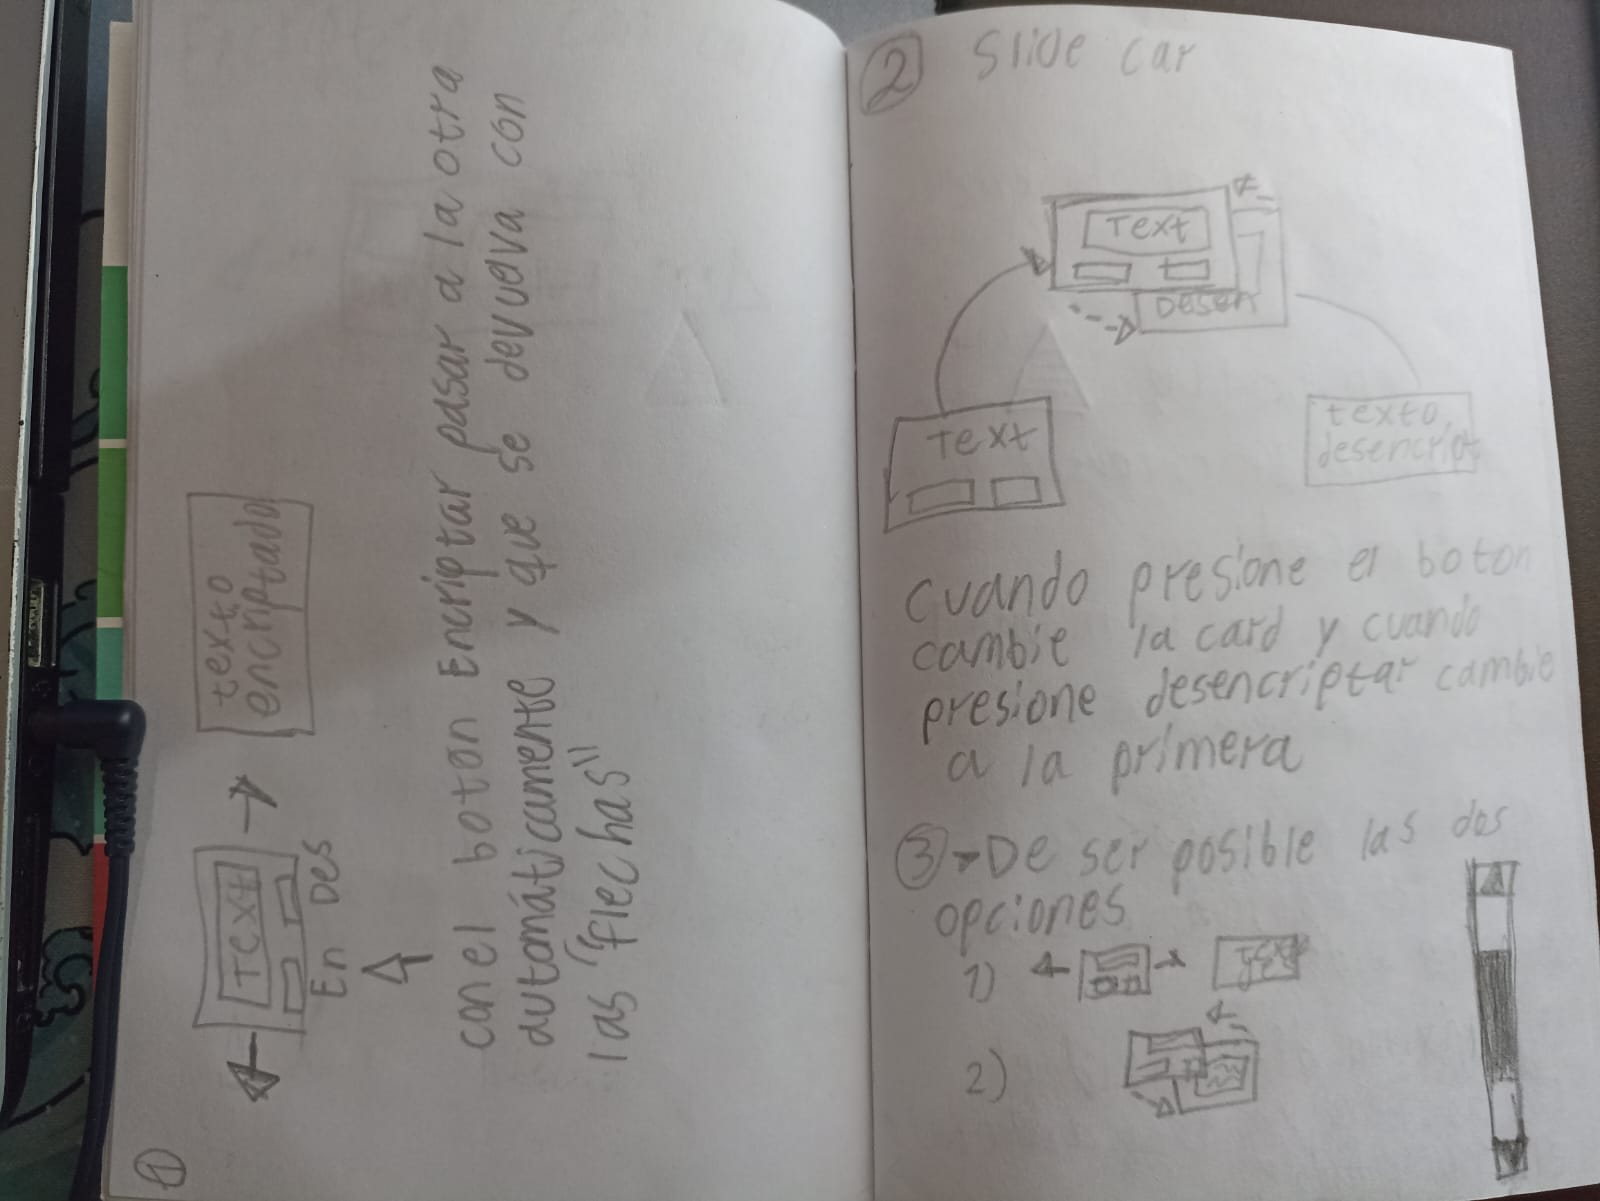 1
Text
En Des
texto
encriptado
con el boton Encriptar pasar a la otra
automáticamente y que se devuelva con
las "flechas"
2 Slide car
Text
Desen
Text
texto
desencript
cuando presione el boton
cambie la card y cuando
presione desencriptar cambie
a la primera
3 De ser posible las dos
opciones
1)
2)